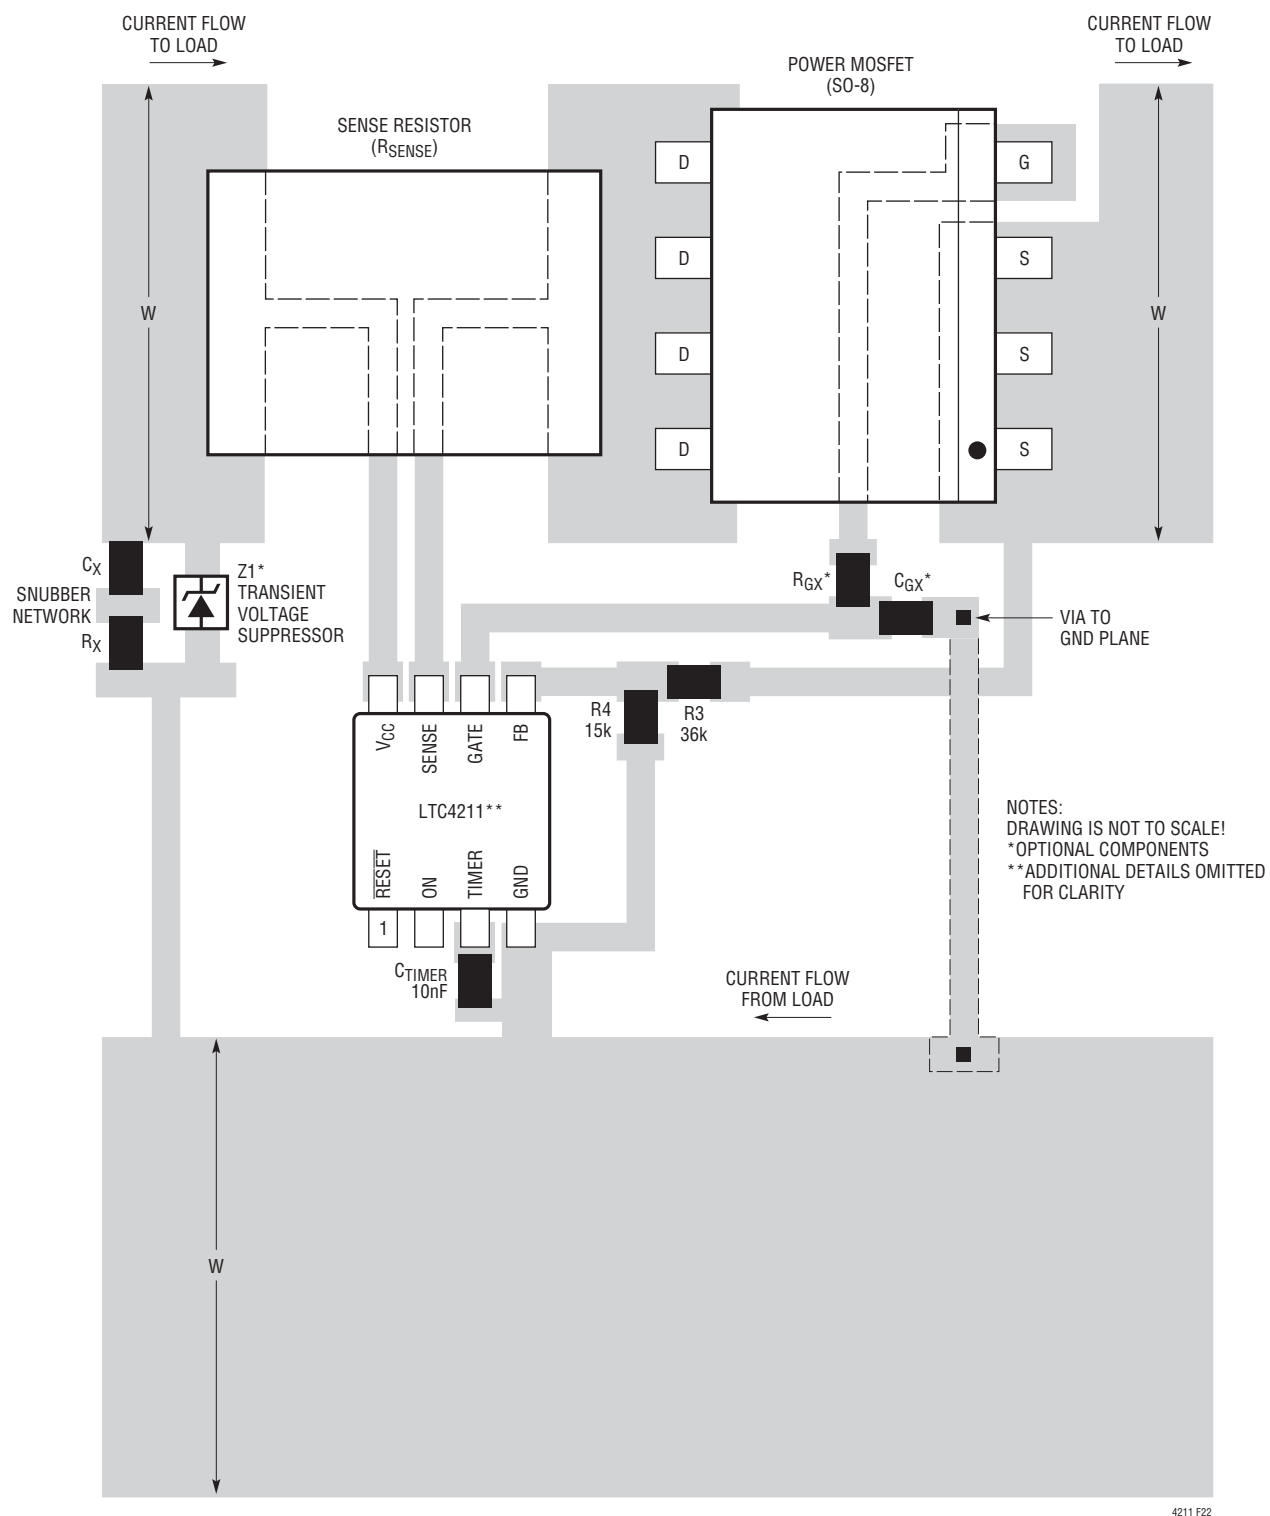 CURRENT FLOW
TO LOAD
CURRENT FLOW
TO LOAD
POWER MOSFET
(SO-8)
SENSE RESISTOR
(RSENSE)
D
G
D
S
W
W
D
S
D
S
CX
SNUBBER
NETWORK
RX
Z1*
TRANSIENT
VOLTAGE
SUPPRESSOR
RGX*
CGX*
VIA TO
GND PLANE
R4
15k
R3
36k
VCC
SENSE
GATE
FB
LTC4211**
RESET
ON
TIMER
GND
1
NOTES:
DRAWING IS NOT TO SCALE!
*OPTIONAL COMPONENTS
**ADDITIONAL DETAILS OMITTED
FOR CLARITY
CTIMER
10nF
CURRENT FLOW
FROM LOAD
W
4211 F22